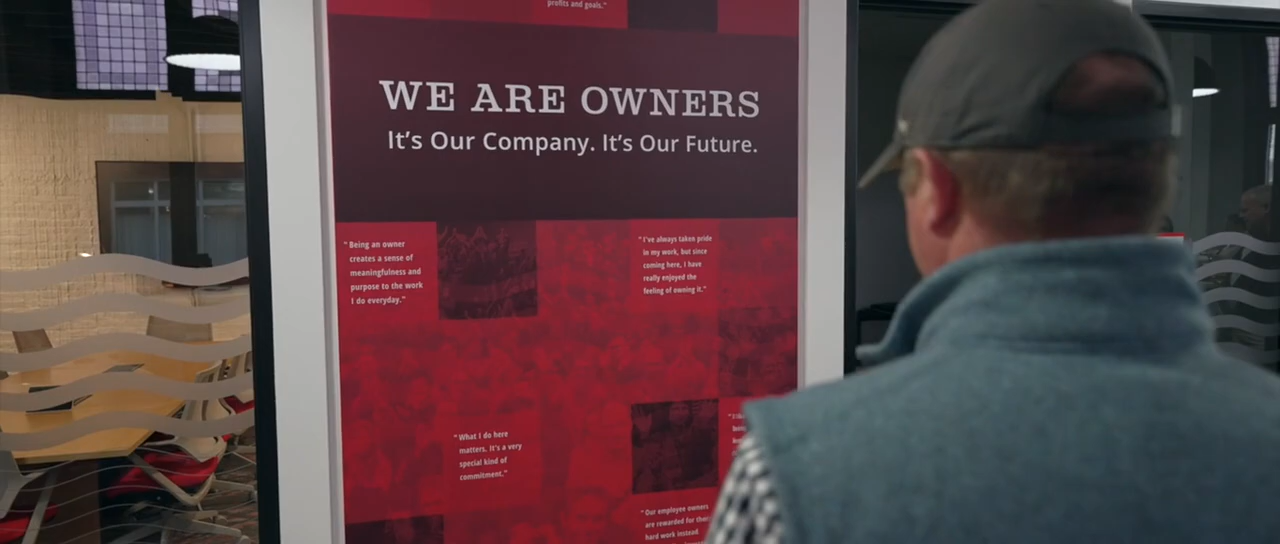 profits and goals."
WE ARE OWNERS
It's Our Company. It's Our Future.
" Being an owner
creates a sense of
meaningfulness and
purpose to the work
I do everyday."
" I've always taken pride
in my work, but since
coming here, I have
really enjoyed the
feeling of owning it."
" What I do here
matters. It's a very
special kind of
commitment."
" Our employee owners
are rewarded for their
hard work instead